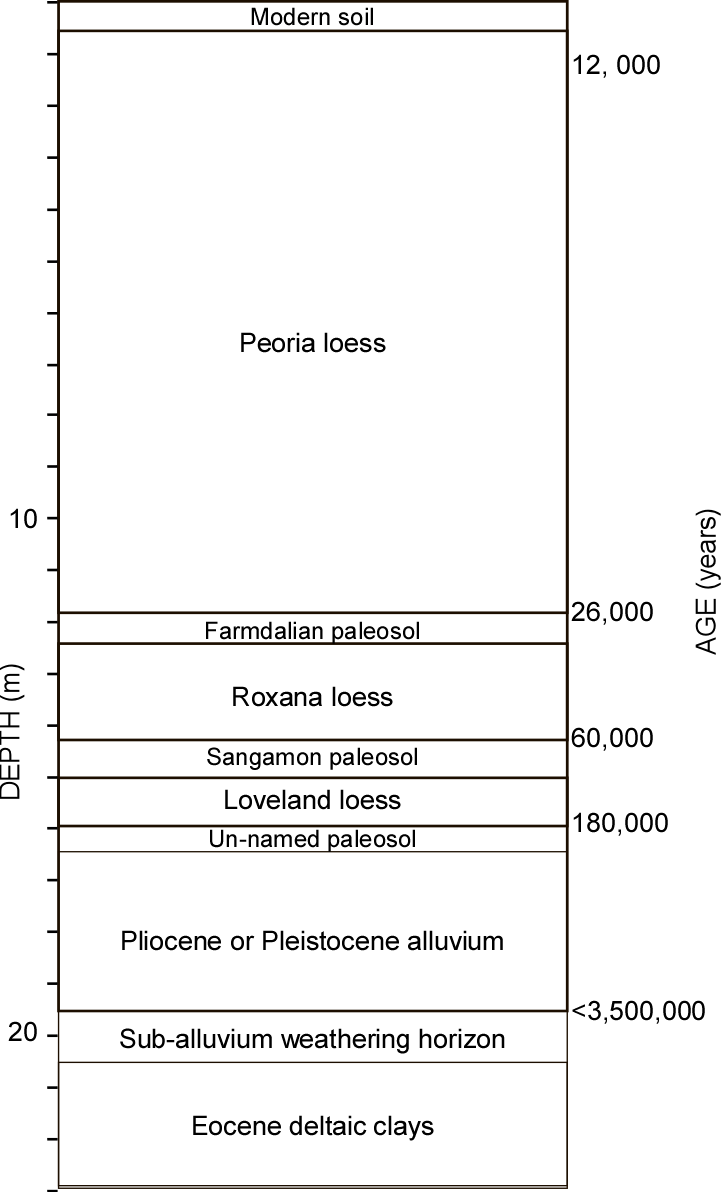 Modern soil
12, 000
Peoria loess
10
26,000
Farmdalian paleosol
Roxana loess
60,000
Sangamon paleosol
Loveland loess
180,000
Un-named paleosol
Pliocene or Pleistocene alluvium
<3,500,000
20
Sub-alluvium weathering horizon
Eocene deltaic clays
DEPTH (m)
AGE (years)